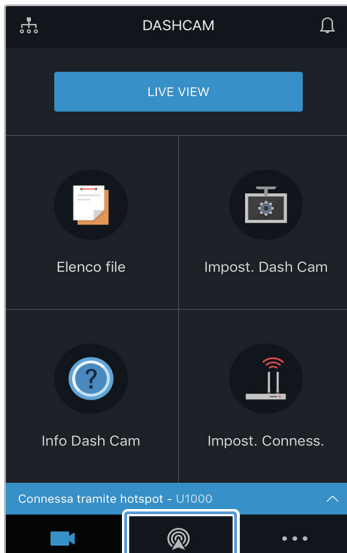 DASHCAM
LIVE VIEW
Elenco file
Impost. Dash Cam
Info Dash Cam
Impost. Conness.
Connessa tramite hotspot - U1000